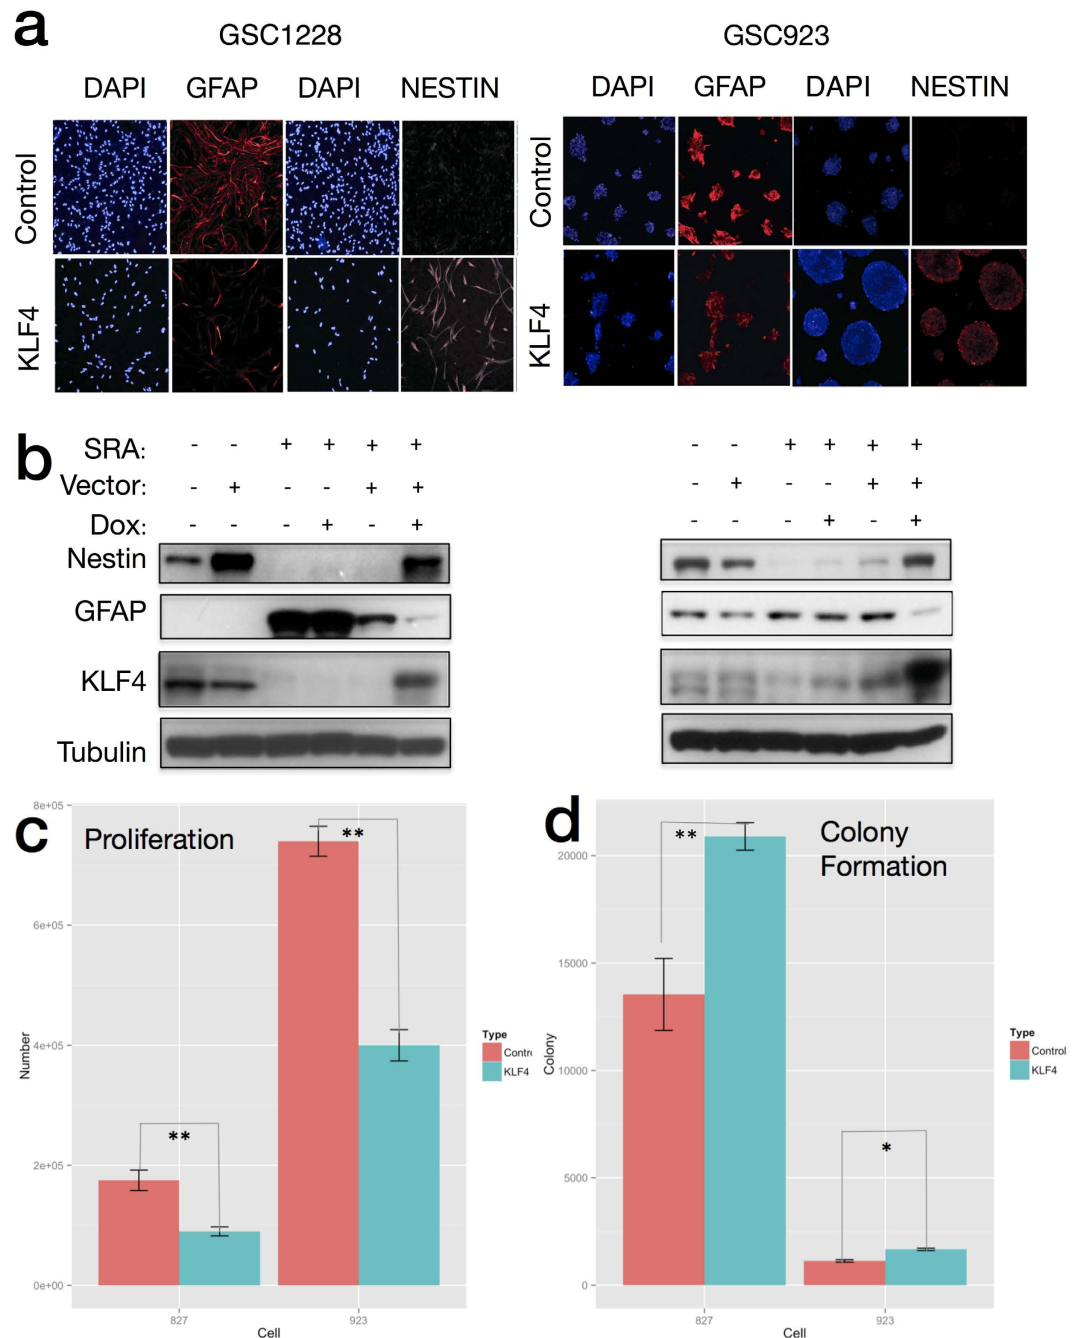 a
GSC1228
GSC923
DAPI GFAP DAPI NESTIN
DAPI GFAP DAPI NESTIN
Control
KLF4
Control
KLF4
b
SRA: - - + + + +
Vector: - + - - + +
Dox: - - - + - +
- - + + + +
- + - - + +
- - - + - +
Nestin
GFAP
KLF4
Tubulin
c
Proliferation
8e+05
6e+05
4e+05
2e+05
0e+00
Number
**
**
827 923
Cell
Type
Contr
KLF4
d
Colony
Formation
20000
15000
10000
5000
0
Colony
**
*
827 923
Cell
Type
Control
KLF4